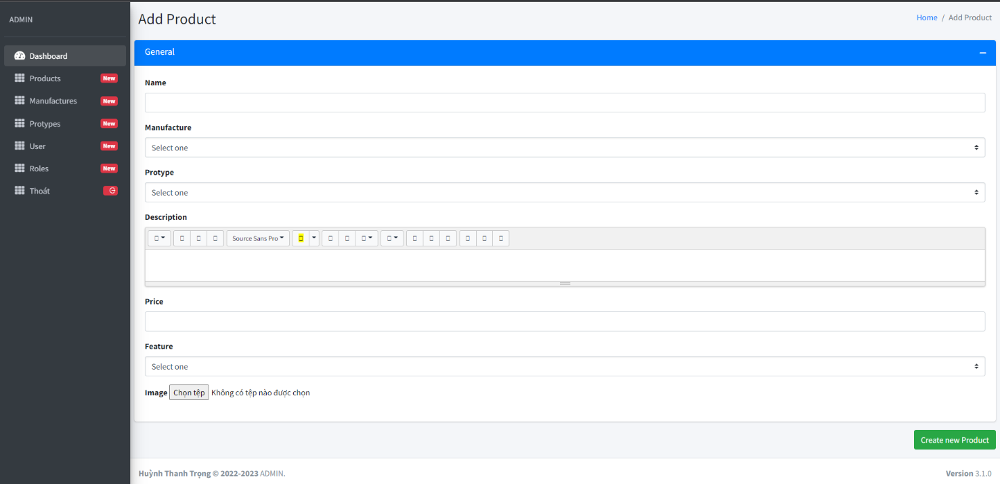 ADMIN
Dashboard
Products New
Manufactures New
Protypes New
User New
Roles New
Thoát
Add Product
Home / Add Product
General
Name
Manufacture
Select one
Protype
Select one
Description
Source Sans Pro
Price
Feature
Select one
Image Chọn tệp Không có tệp nào được chọn
Create new Product
Huỳnh Thanh Trọng © 2022-2023 ADMIN.
Version 3.1.0